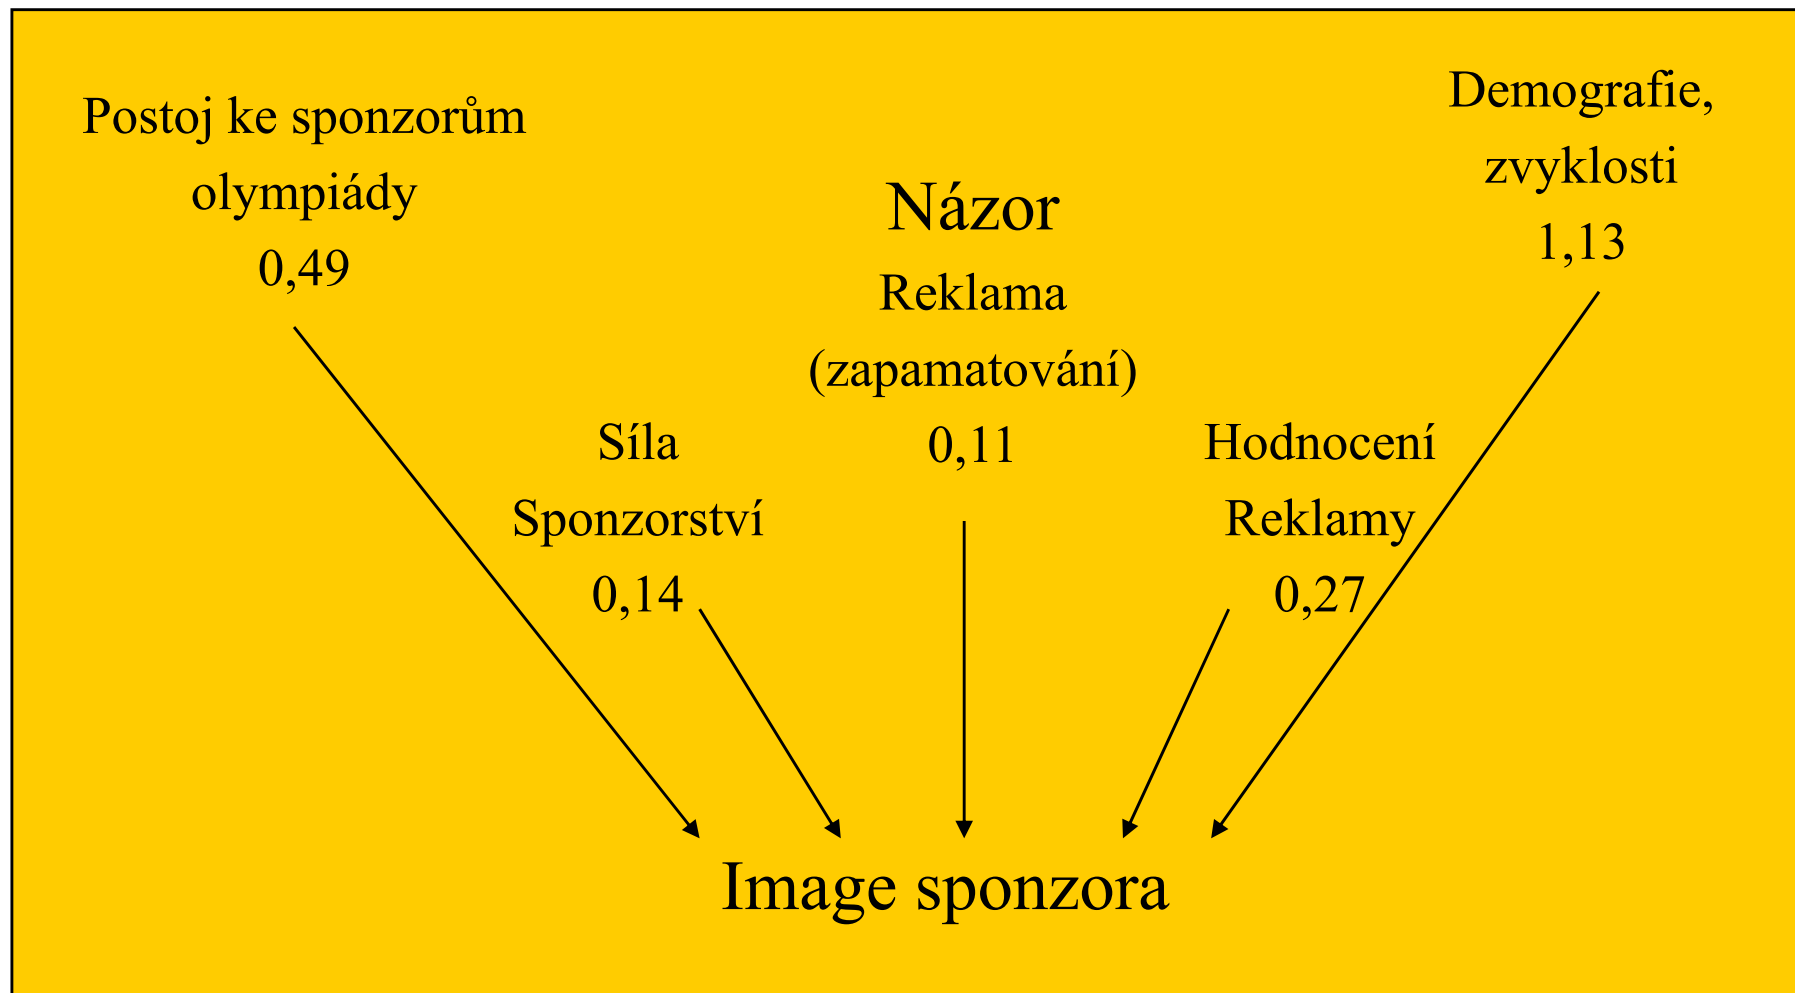 Postoj ke sponzorům
olympiády
0,49
Názor
Reklama
(zapamatování)
0,11
Demografie,
zvyklosti
1,13
Síla
Sponzorství
0,14
Hodnocení
Reklamy
0,27
Image sponzora